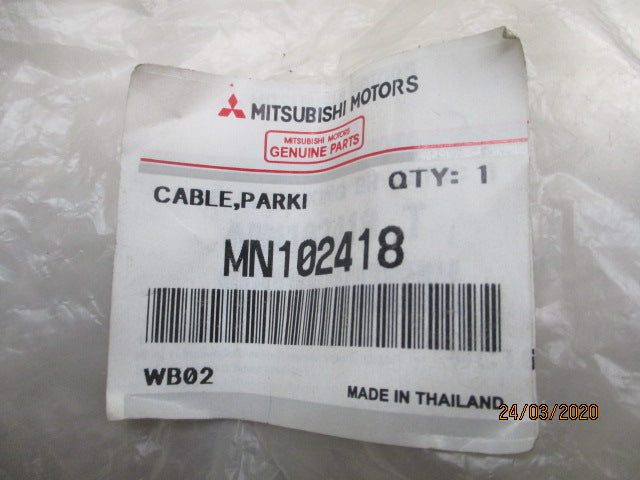 MITSUBISHI MOTORS
MITSUBISHI MOTORS
GENUINE PARTS
CABLE,PARKI QTY: 1
MN102418
WB02
MADE IN THAILAND
24/03/2020